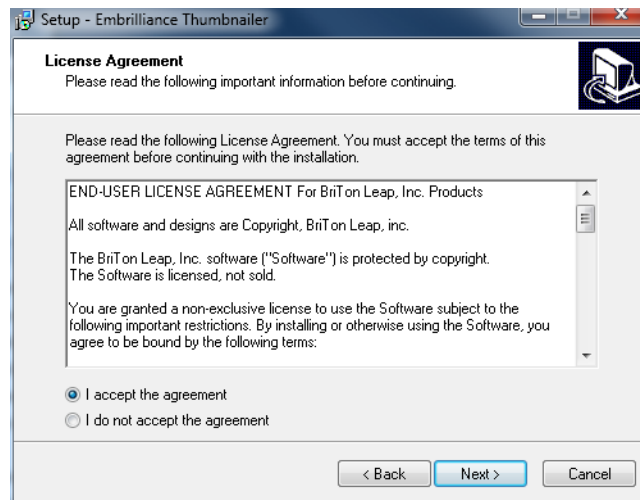 Setup - Embrilliance Thumbnailer
License Agreement
Please read the following important information before continuing.
Please read the following License Agreement. You must accept the terms of this
agreement before continuing with the installation.
END-USER LICENSE AGREEMENT For BriTon Leap, Inc. Products
All software and designs are Copyright, BriTon Leap, inc.
The BriTon Leap, Inc. software ("Software") is protected by copyright.
The Software is licensed, not sold.
You are granted a non-exclusive license to use the Software subject to the
following important restrictions. By installing or otherwise using the Software, you
agree to be bound by the following terms:
I accept the agreement
I do not accept the agreement
< Back Next > Cancel